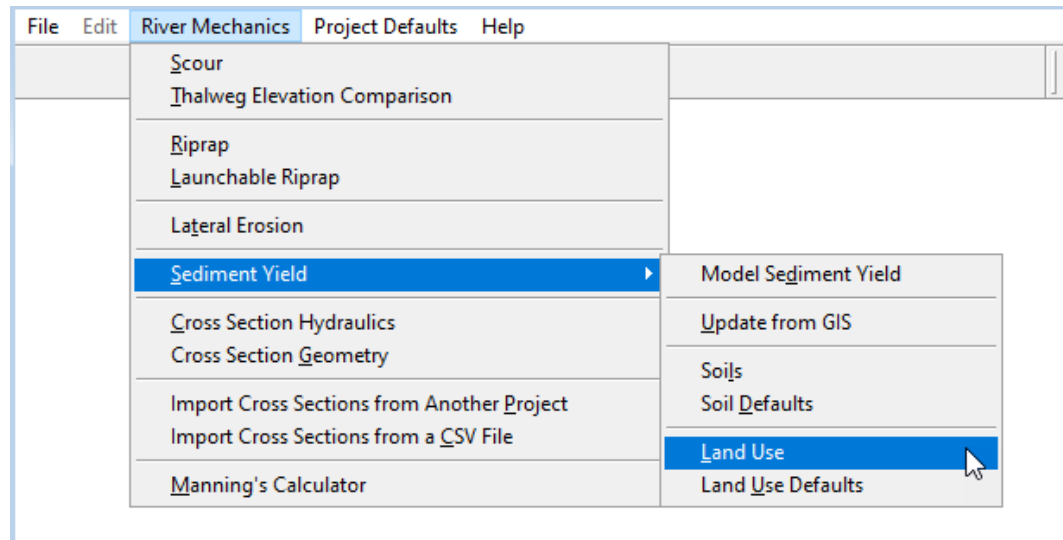 File Edit River Mechanics Project Defaults Help
Scour
Thalweg Elevation Comparison
Riprap
Launchable Riprap
Lateral Erosion
Sediment Yield
Cross Section Hydraulics
Cross Section Geometry
Import Cross Sections from Another Project
Import Cross Sections from a CSV File
Manning's Calculator
Model Sediment Yield
Update from GIS
Soils
Soil Defaults
Land Use
Land Use Defaults